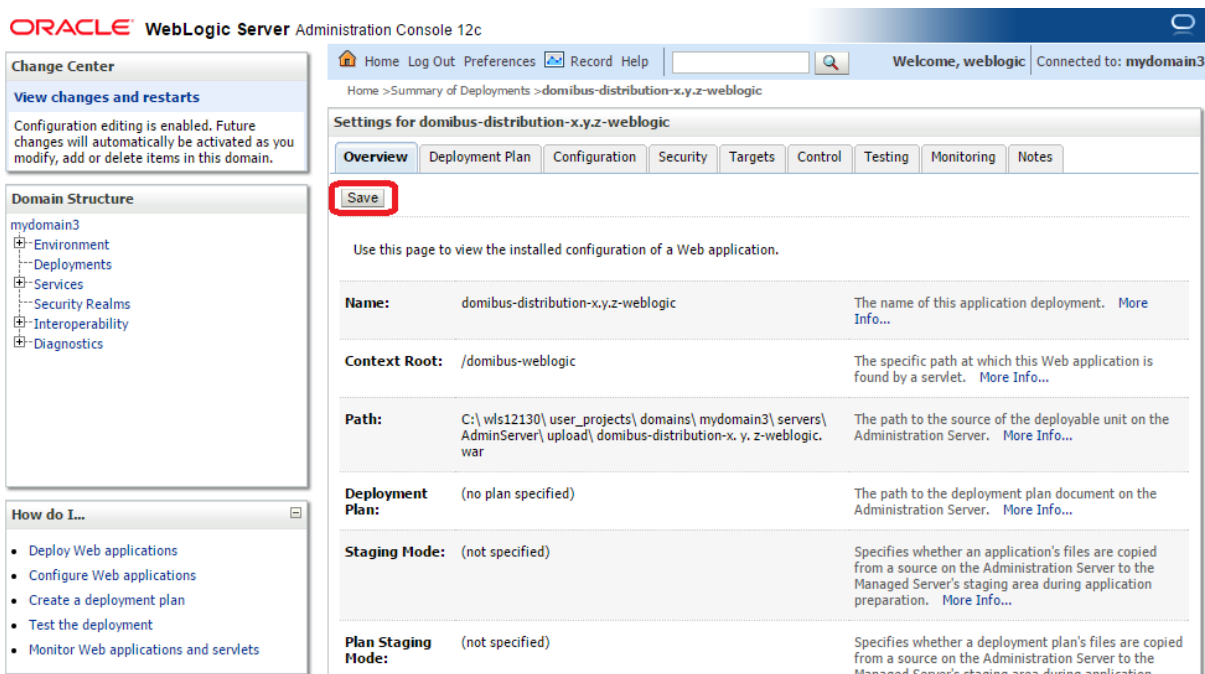 ORACLE WebLogic Server Administration Console 12c
Change Center
View changes and restarts
Configuration editing is enabled. Future
changes will automatically be activated as you
modify, add or delete items in this domain.
Domain Structure
mydomain3
Environment
Deployments
Services
Security Realms
Interoperability
Diagnostics
How do I...
Deploy Web applications
Configure Web applications
Create a deployment plan
Test the deployment
Monitor Web applications and servlets
Home Log Out Preferences Record Help
Welcome, weblogic Connected to: mydomain3
Home >Summary of Deployments >domibus-distribution-x.y.z-weblogic
Settings for domibus-distribution-x.y.z-weblogic
Overview Deployment Plan Configuration Security Targets Control Testing Monitoring Notes
Save
Use this page to view the installed configuration of a Web application.
Name: domibus-distribution-x.y.z-weblogic
The name of this application deployment. More
Info...
Context Root: /domibus-weblogic
The specific path at which this Web application is
found by a servlet. More Info...
Path:
C:\ wls12130\ user_projects\ domains\ mydomain3\ servers\
AdminServer\ upload\ domibus-distribution-x. y. z-weblogic.
war
The path to the source of the deployable unit on the
Administration Server. More Info...
Deployment
Plan:
(no plan specified)
The path to the deployment plan document on the
Administration Server. More Info...
Staging Mode: (not specified)
Specifies whether an application's files are copied
from a source on the Administration Server to the
Managed Server's staging area during application
preparation. More Info...
Plan Staging
Mode:
(not specified)
Specifies whether a deployment plan's files are copied
from a source on the Administration Server to the
Managed Server's staging area during application